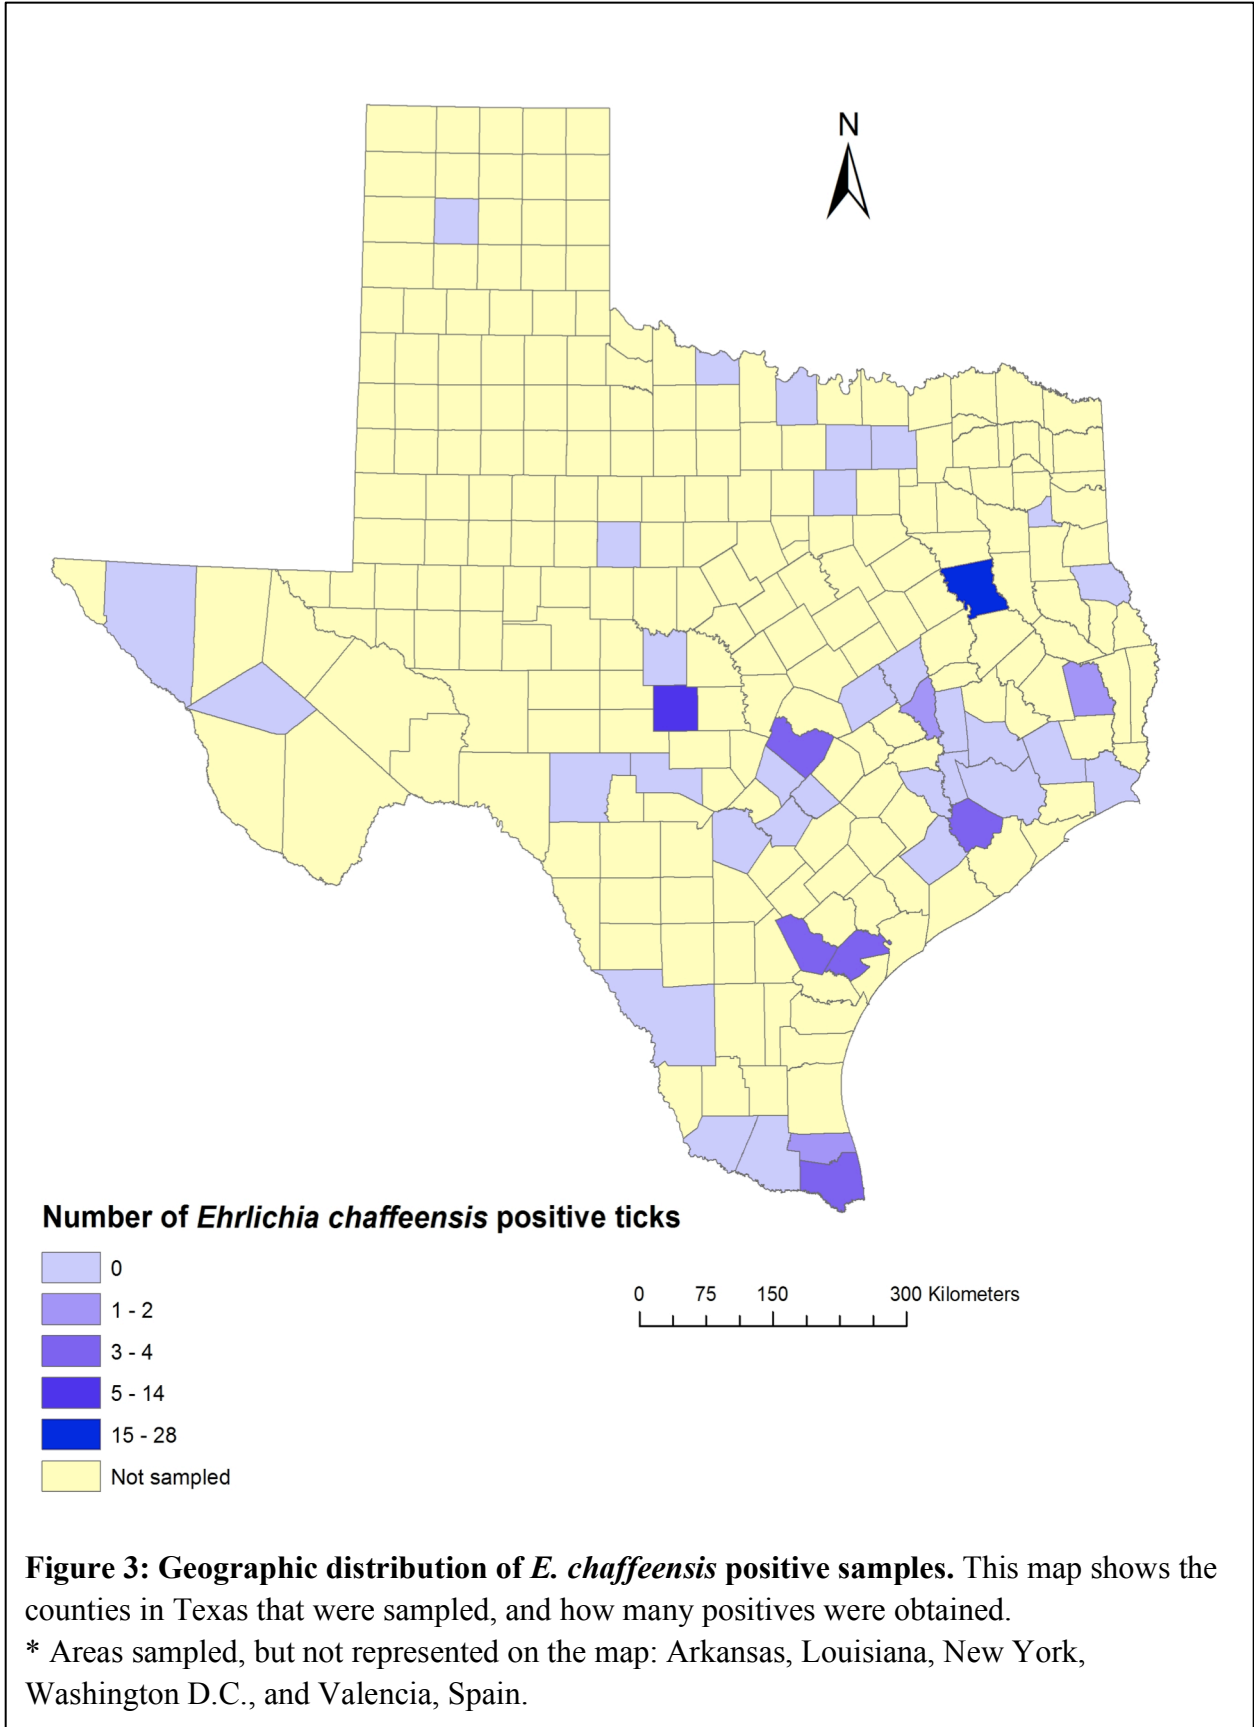 N
Number of Ehrlichia chaffeensis positive ticks
0
1 - 2
3 - 4
5 - 14
15 - 28
Not sampled
0 75 150 300 Kilometers
Figure 3: Geographic distribution of E. chaffeensis positive samples. This map shows the
counties in Texas that were sampled, and how many positives were obtained.
* Areas sampled, but not represented on the map: Arkansas, Louisiana, New York,
Washington D.C., and Valencia, Spain.